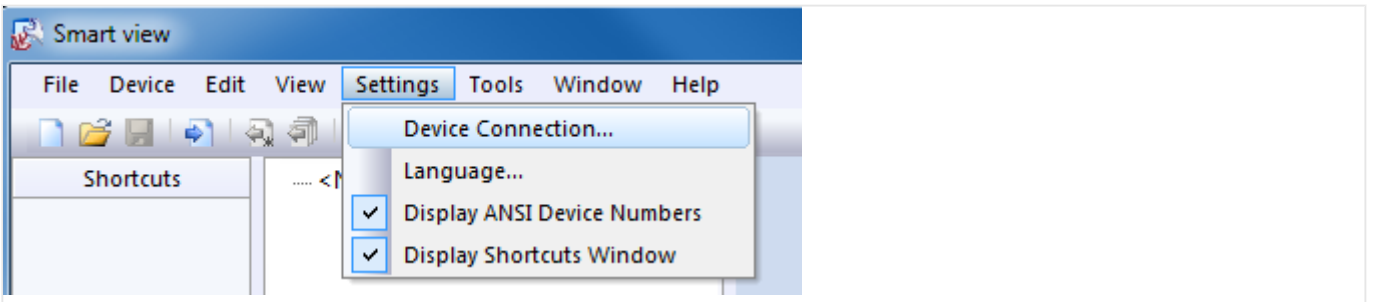 Smart view
File Device Edit View Settings Tools Window Help
Device Connection...
Shortcuts
Language...
Display ANSI Device Numbers
Display Shortcuts Window